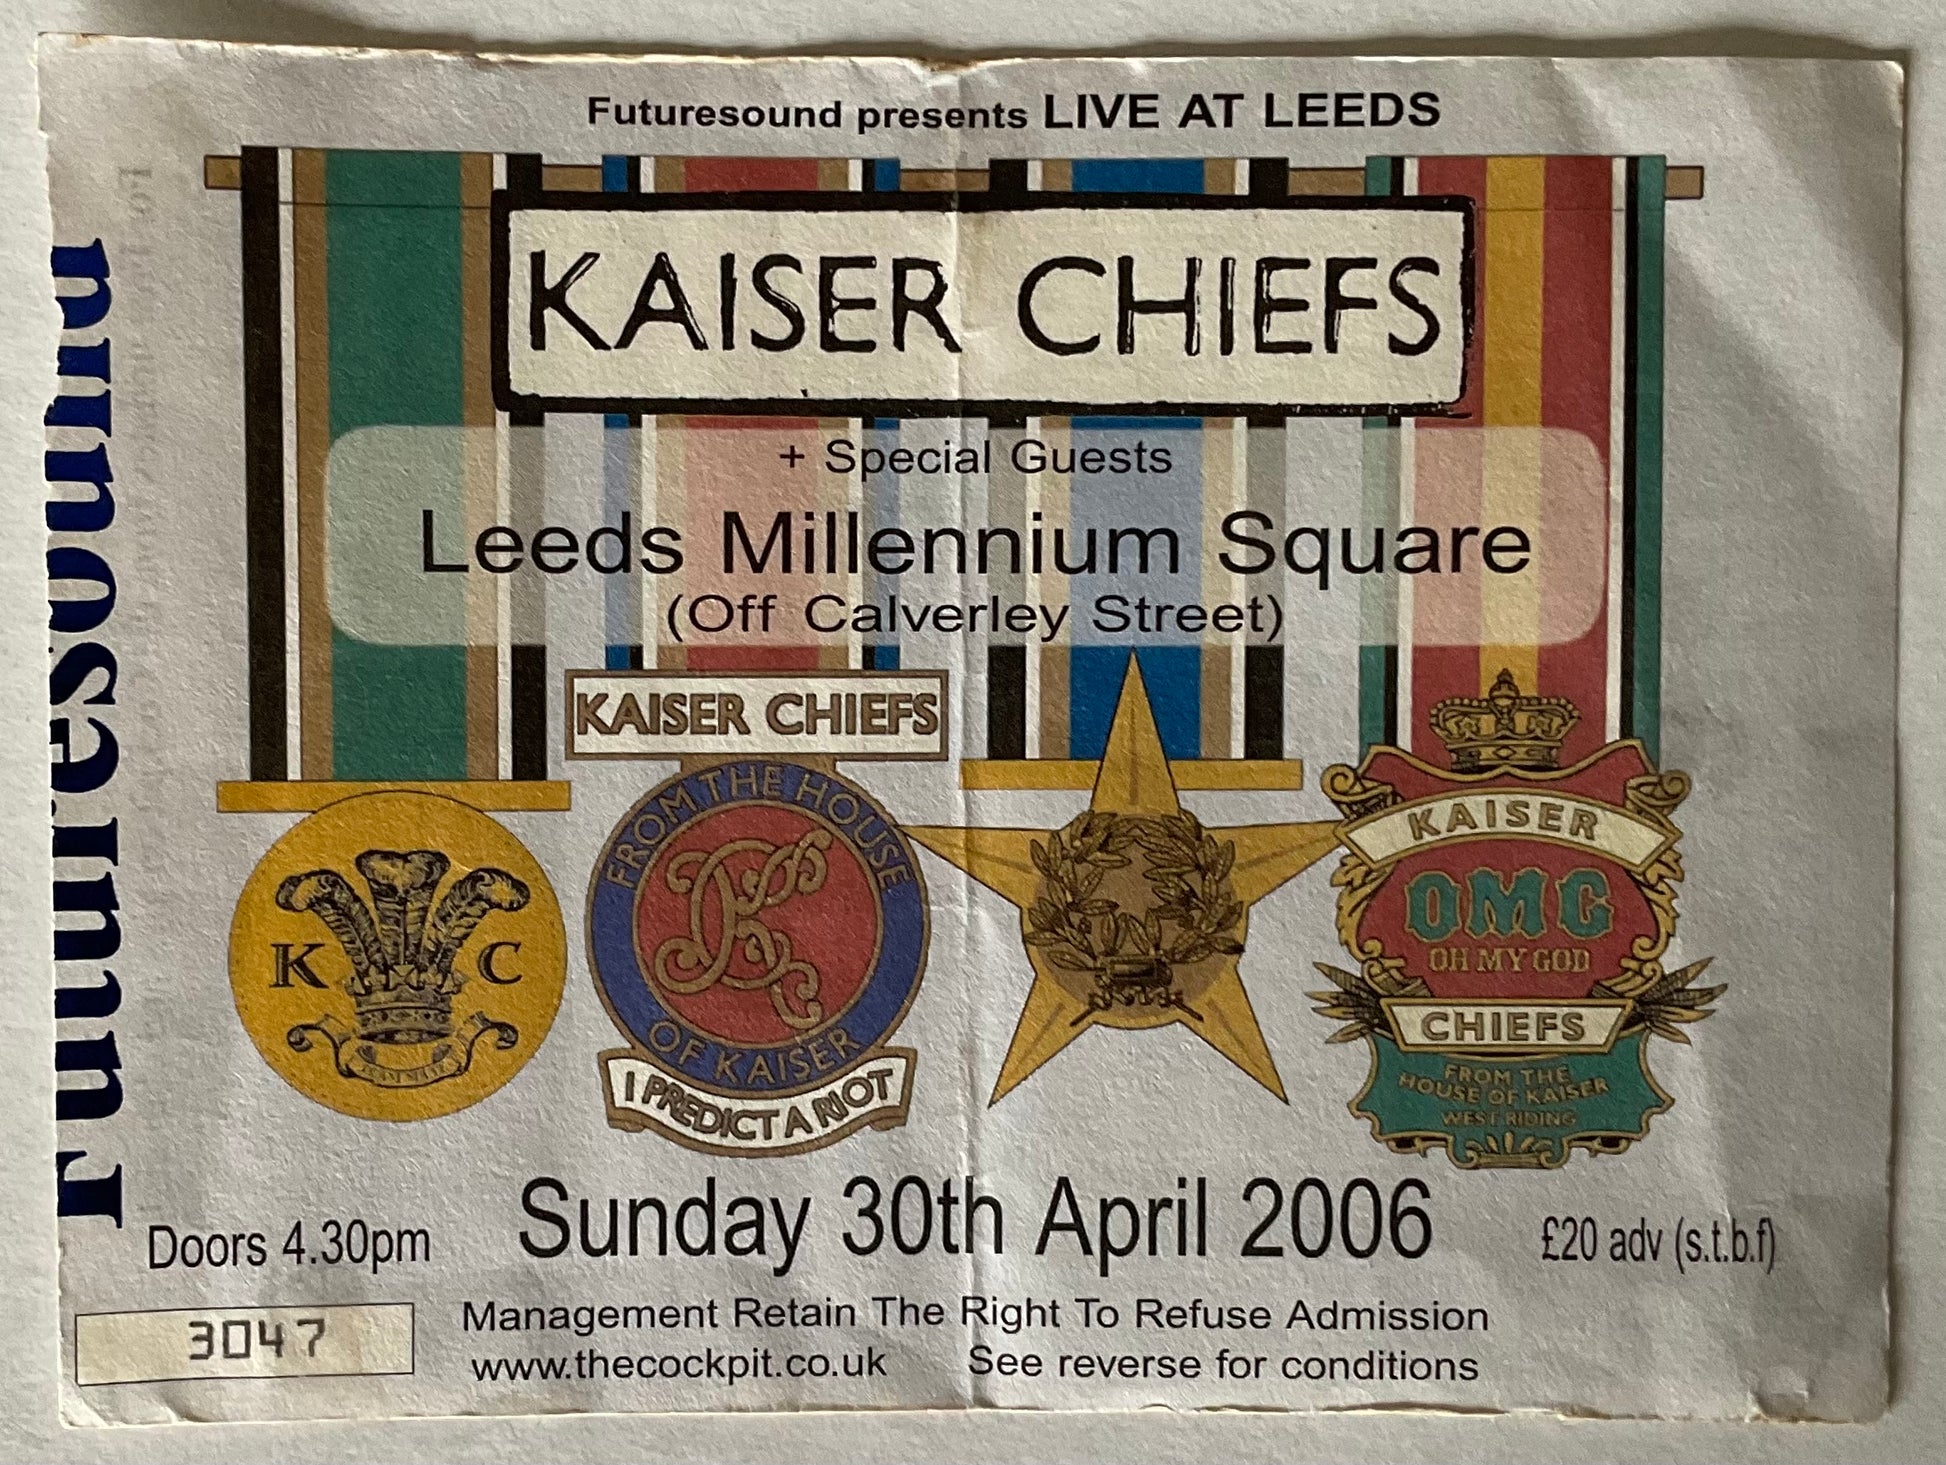 Futuresound presents LIVE AT LEEDS
KAISER CHIEFS
+ Special Guests
Leeds Millennium Square
(Off Calverley Street)
Futuresound
K C
KAISER CHIEFS
FROM THE HOUSE
OF KAISER
I PREDICT A RIOT
KAISER
OMG
OH MY GOD
CHIEFS
FROM THE
HOUSE OF KAISER
WEST RIDING
Doors 4.30pm
Sunday 30th April 2006
£20 adv (s.t.b.f)
3047
Management Retain The Right To Refuse Admission
www.thecockpit.co.uk See reverse for conditions